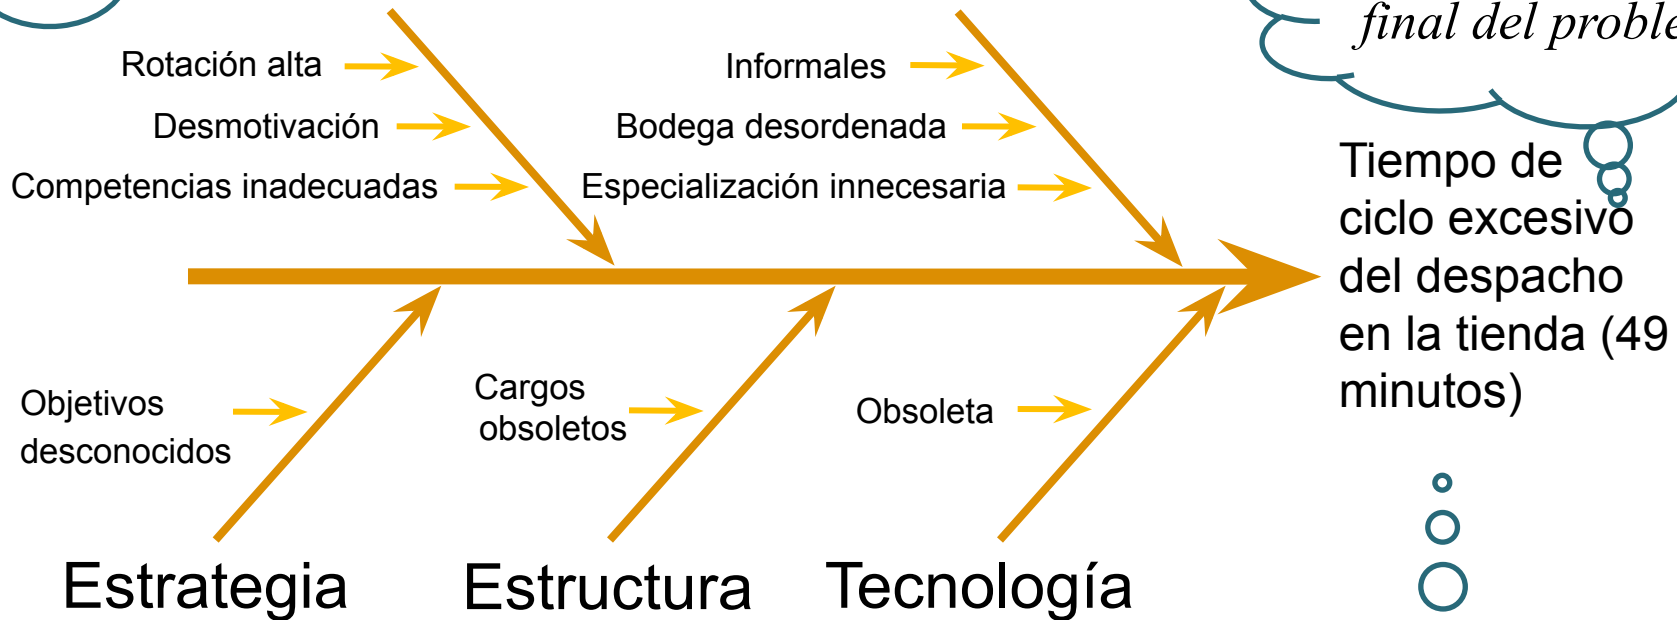 final del
Rotación alta
Informales
Desmotivación
Bodega desordenada
Competencias inadecuadas
Especialización innecesaria
Tiempo de
ciclo excesivo
del despacho
en la tienda (49
minutos)
Objetivos
desconocidos
Cargos
obsoletos
Obsoleta
Estrategia
Estructura
Tecnología